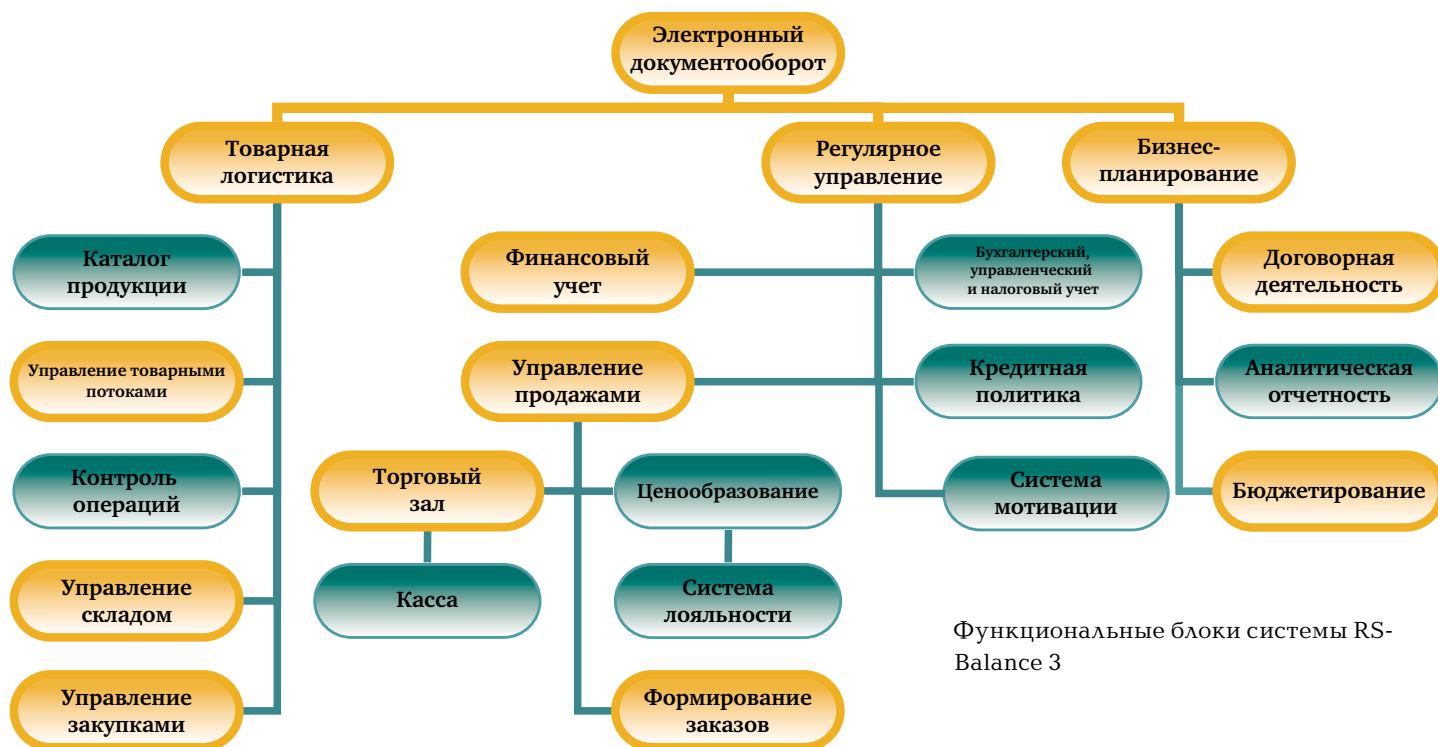 Электронный
документооборот
Товарная
логистика
Регулярное
управление
Бизнес-
планирование
Каталог
продукции
Финансовый
учет
Бухгалтерский,
управленческий
и налоговый учет
Договорная
деятельность
Управление товарными
потоками
Управление
продажами
Кредитная
политика
Аналитическая
отчетность
Контроль
операций
Торговый
зал
Ценообразование
Система
мотивации
Бюджетирование
Управление
складом
Касса
Система
лояльности
Функциональные блоки системы RS-
Balance 3
Управление
закупками
Формирование
заказов